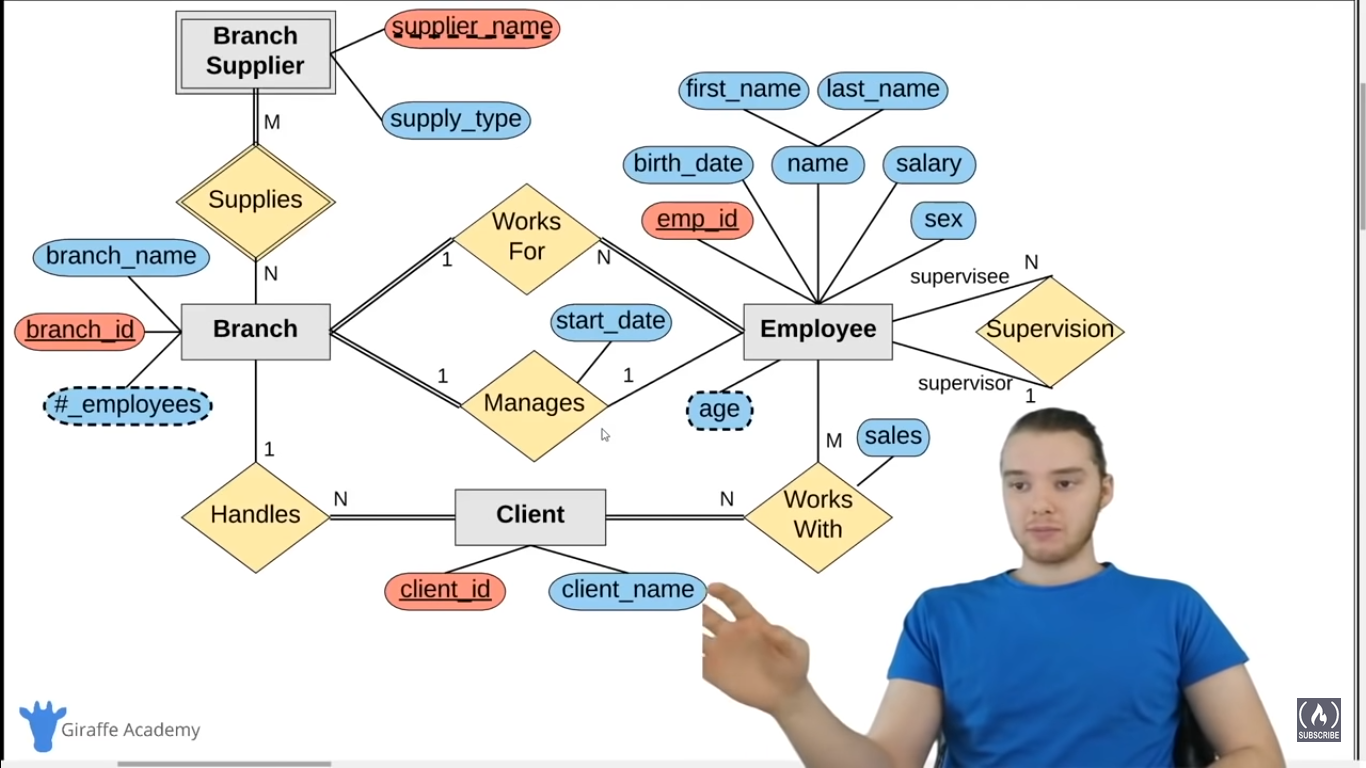 Branch
Supplier
supplier_name
supply_type
M
Supplies
N
first_name
last_name
birth_date
name
salary
emp_id
sex
branch_name
branch_id
#_employees
Branch
Works
For
1
N
start_date
Manages
1
1
Employee
age
supervisee
N
Supervision
supervisor
1
M
sales
Works
With
N
1
Handles
N
Client
client_id
client_name
Giraffe Academy
SUBSCRIBE